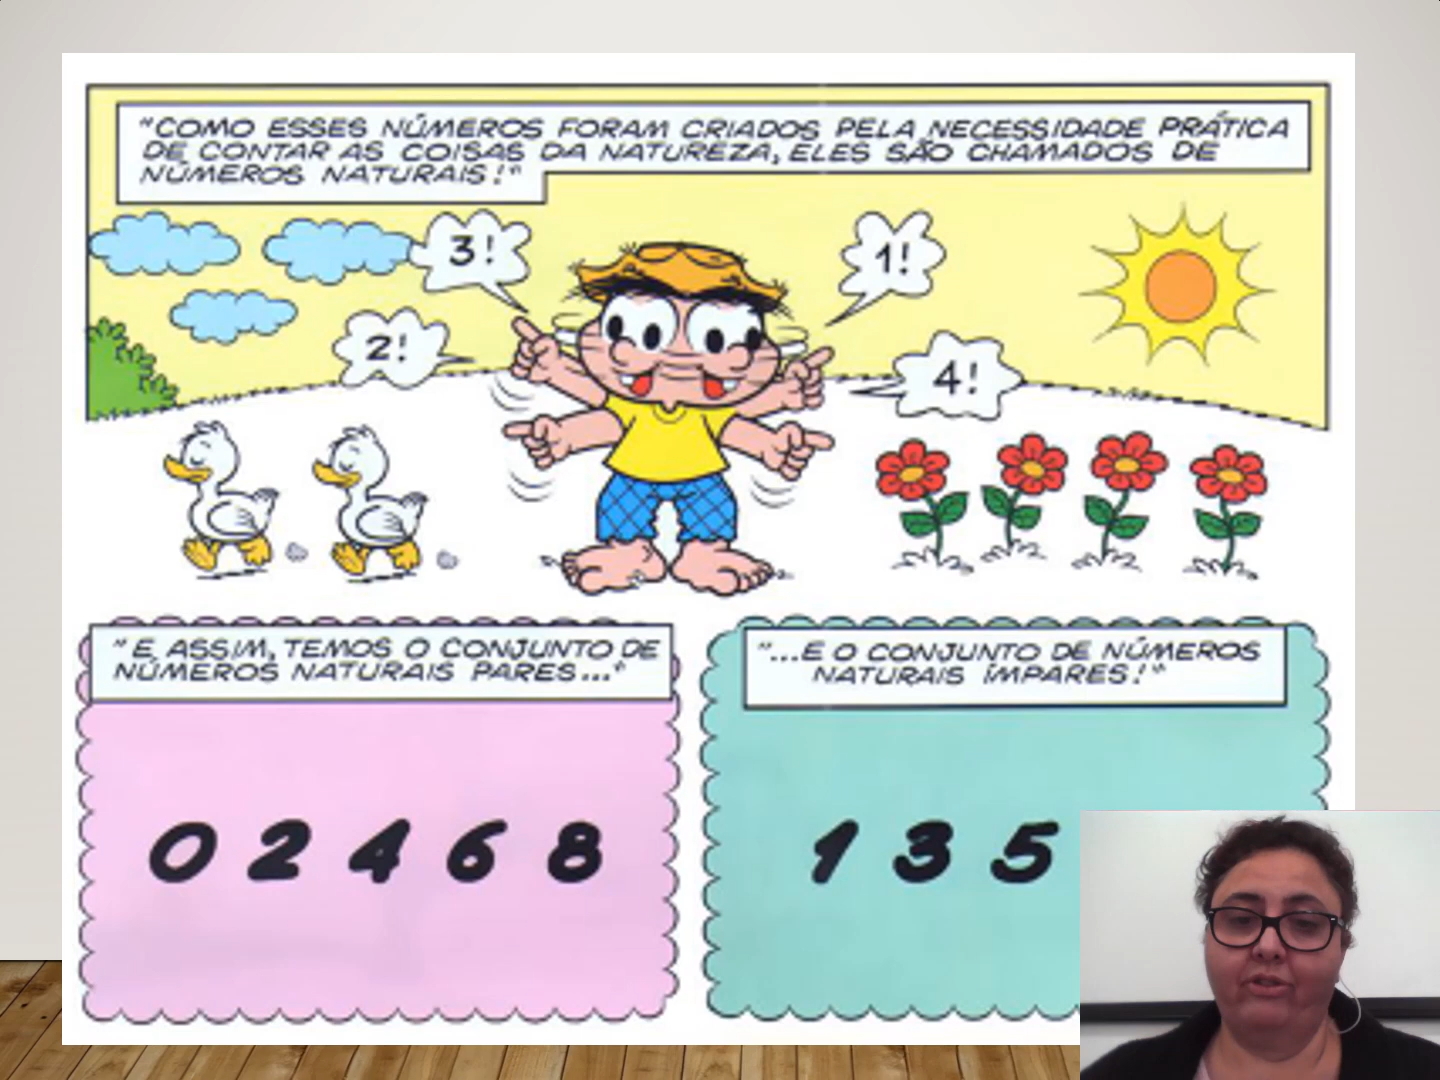 "COMO ESSES NÚMEROS FORAM CRIADOS PELA NECESSIDADE PRÁTICA
DE CONTAR AS COISAS DA NATUREZA, ELES SÃO CHAMADOS DE
NÚMEROS NATURAIS!"
3!
1!
2!
4!
"E ASSIM, TEMOS O CONJUNTO DE
NÚMEROS NATURAIS PARES..."
"...E O CONJUNTO DE NÚMEROS
NATURAIS ÍMPARES!"
0 2 4 6 8
1 3 5